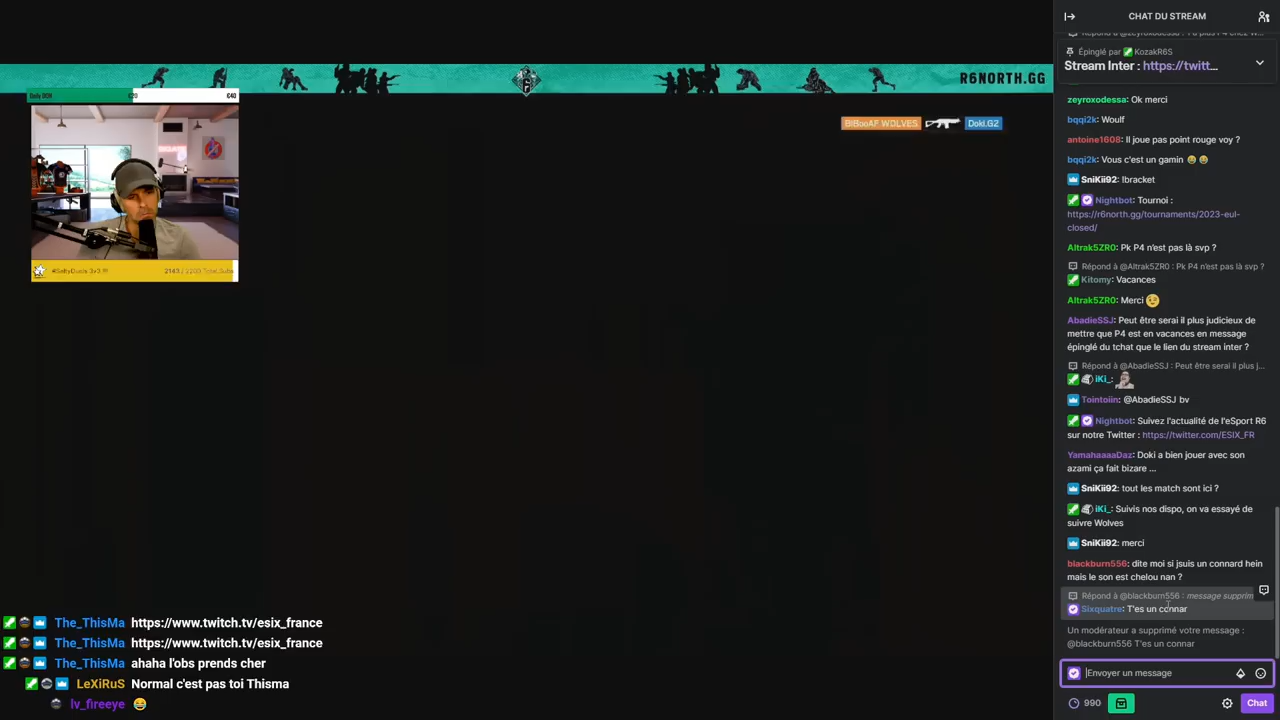 CHAT DU STREAM
Épinglé par KozakR6S
Stream Inter : https://twitt...
R6NORTH.GG
£20
£40
BiBooAF.WOLVES Doki.G2
zeyroxodessa: Ok merci
bqqi2k: Woulf
antoine1608: Il joue pas point rouge voy ?
bqqi2k: Vous c'est un gamin
SniKii92: !bracket
Nightbot: Tournoi :
https://r6north.gg/tournaments/2023-eul-
closed/
Altrak5ZR0: Pk P4 n'est pas là svp ?
Répond à @Altrak5ZR0 : Pk P4 n'est pas là svp ?
Kitomy: Vacances
Altrak5ZR0: Merci
AbadieSSJ: Peut être serai il plus judicieux de
mettre que P4 est en vacances en message
épinglé du tchat que le lien du stream inter ?
Répond à @AbadieSSJ : Peut être serai il plus j...
iKi_:
Tointoiin: @AbadieSSJ bv
Nightbot: Suivez l'actualité de l'eSport R6
sur notre Twitter : https://twitter.com/ESIX_FR
YamahaaaaDaz: Doki a bien jouer avec son
azami ça fait bizare ...
SniKii92: tout les match sont ici ?
iKi_: Suivis nos dispo, on va essayé de
suivre Wolves
SniKii92: merci
blackburn556: dite moi si jsuis un connard hein
mais le son est chelou nan ?
Répond à @blackburn556 : message supprim
Sixquatre: T'es un connar
Un modérateur a supprimé votre message :
@blackburn556 T'es un connar
Envoyer un message
990
Chat
The_ThisMa https://www.twitch.tv/esix_france
The_ThisMa https://www.twitch.tv/esix_france
The_ThisMa ahaha l'obs prends cher
LeXiRuS Normal c'est pas toi Thisma
lv_fireeye